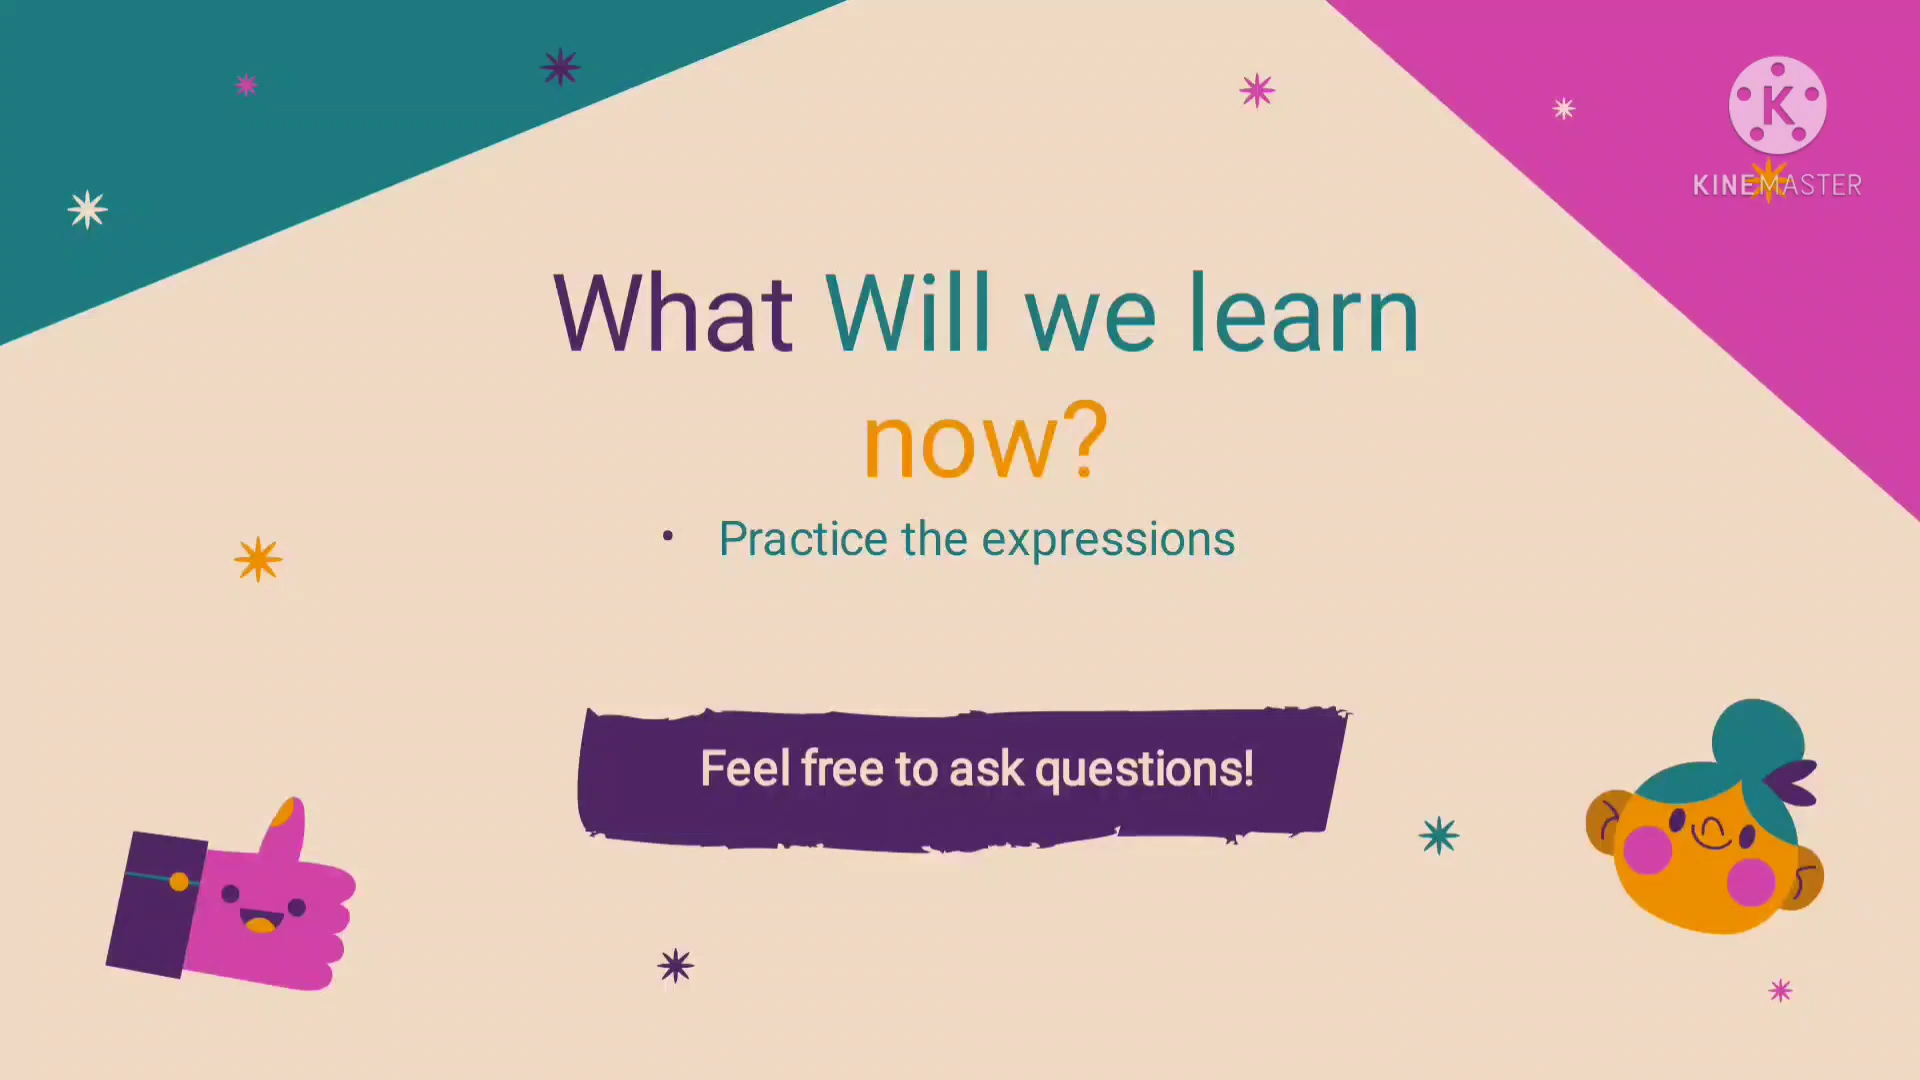 K
KINEMASTER
What Will we learn
now?
• Practice the expressions
Feel free to ask questions!